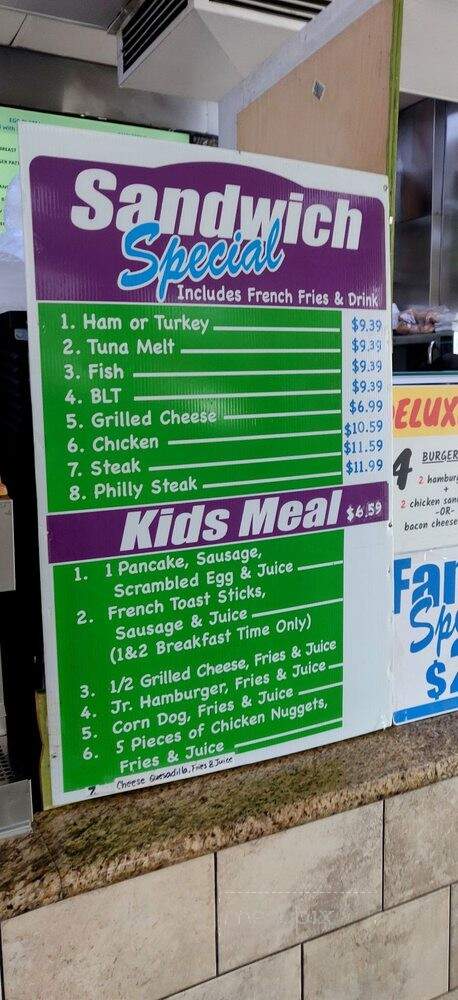 Sandwich
Special
Includes French Fries & Drink
1. Ham or Turkey $9.39
2. Tuna Melt $9.39
3. Fish $9.39
4. BLT $9.39
5. Grilled Cheese $6.99
6. Chicken $10.59
7. Steak $11.59
8. Philly Steak $11.99
Kids Meal $6.59
1. 1 Pancake, Sausage,
Scrambled Egg & Juice
2. French Toast Sticks,
Sausage & Juice
(1&2 Breakfast Time Only)
3. 1/2 Grilled Cheese, Fries & Juice
4. Jr. Hamburger, Fries & Juice
5. Corn Dog, Fries & Juice
6. 5 Pieces of Chicken Nuggets,
Fries & Juice
7. Cheese Quesadilla, Fries & Juice
ELUX
4 BURGER
2 hamburg
+
2 chicken san
-OR-
bacon cheese
Fam
Sp
$